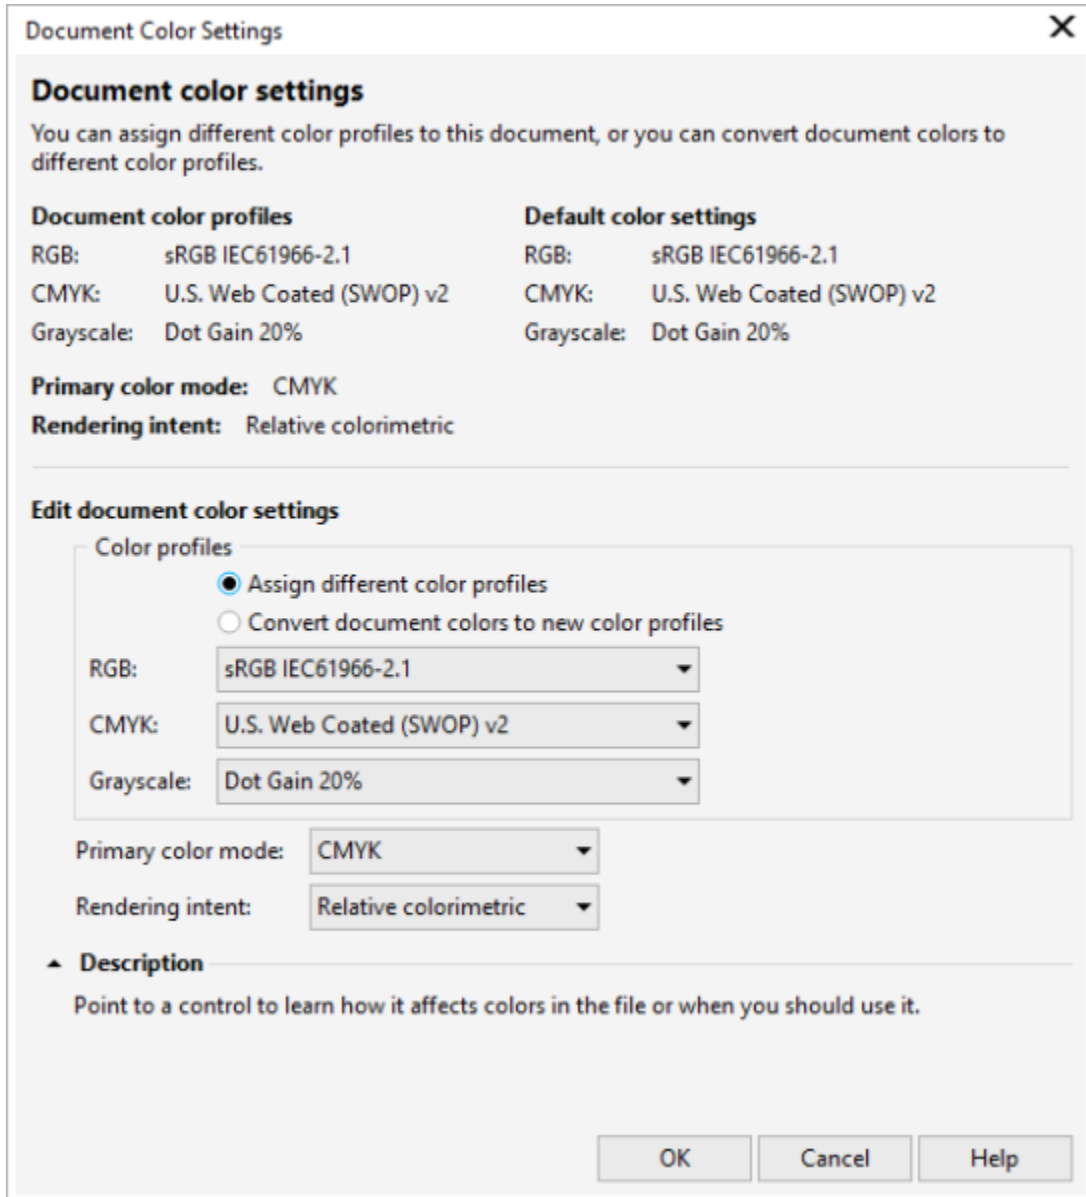 Document Color Settings
Document color settings
You can assign different color profiles to this document, or you can convert document colors to
different color profiles.
Document color profiles
RGB: sRGB IEC61966-2.1
CMYK: U.S. Web Coated (SWOP) v2
Grayscale: Dot Gain 20%
Default color settings
RGB: sRGB IEC61966-2.1
CMYK: U.S. Web Coated (SWOP) v2
Grayscale: Dot Gain 20%
Primary color mode: CMYK
Rendering intent: Relative colorimetric
Edit document color settings
Color profiles
Assign different color profiles
Convert document colors to new color profiles
RGB: sRGB IEC61966-2.1
CMYK: U.S. Web Coated (SWOP) v2
Grayscale: Dot Gain 20%
Primary color mode: CMYK
Rendering intent: Relative colorimetric
Description
Point to a control to learn how it affects colors in the file or when you should use it.
OK Cancel Help